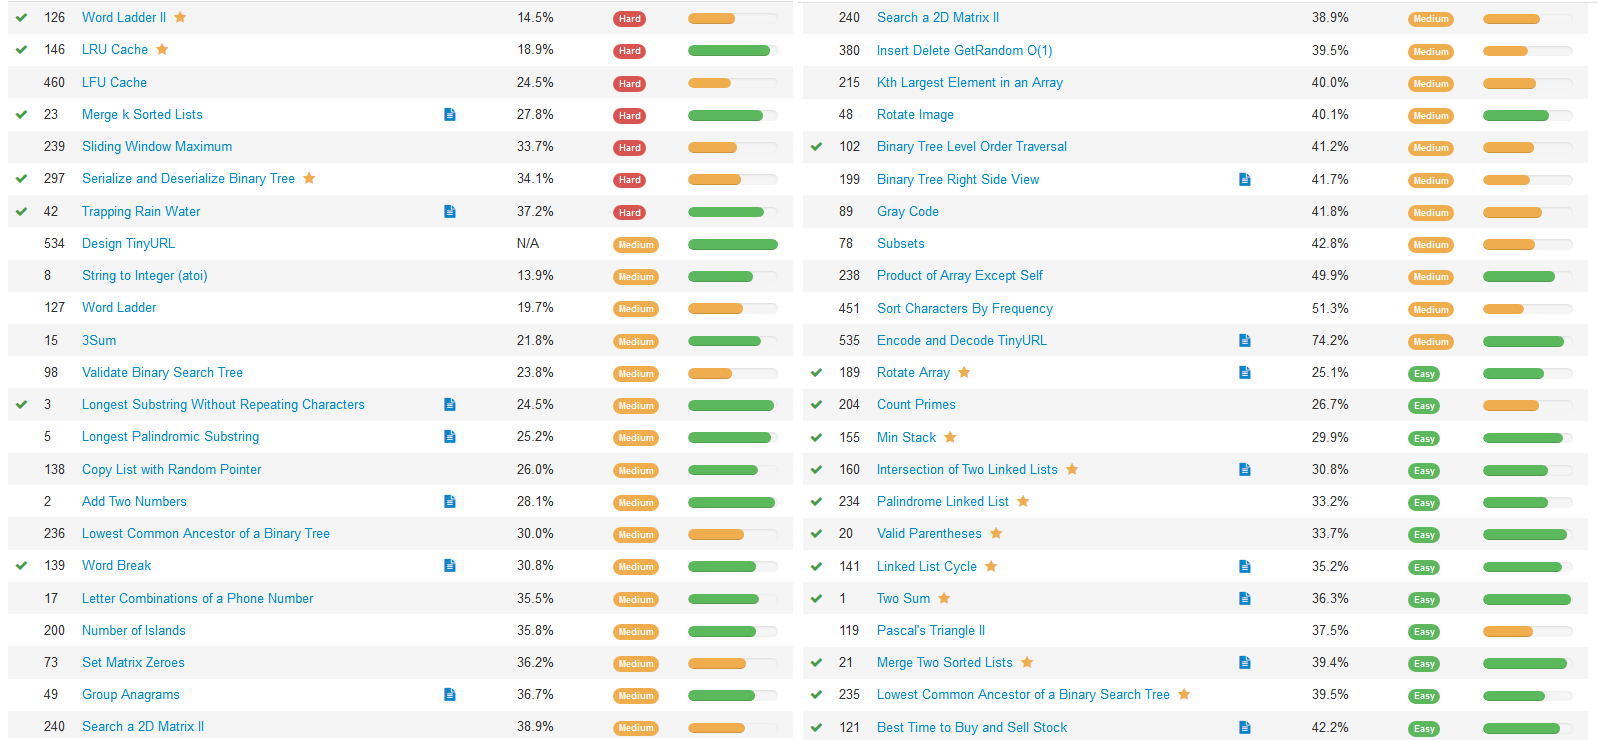 126 Word Ladder II 14.5% Hard
146 LRU Cache 18.9% Hard
460 LFU Cache 24.5% Hard
23 Merge k Sorted Lists 27.8% Hard
239 Sliding Window Maximum 33.7% Hard
297 Serialize and Deserialize Binary Tree 34.1% Hard
42 Trapping Rain Water 37.2% Hard
534 Design TinyURL N/A Medium
8 String to Integer (atoi) 13.9% Medium
127 Word Ladder 19.7% Medium
15 3Sum 21.8% Medium
98 Validate Binary Search Tree 23.8% Medium
3 Longest Substring Without Repeating Characters 24.5% Medium
5 Longest Palindromic Substring 25.2% Medium
138 Copy List with Random Pointer 26.0% Medium
2 Add Two Numbers 28.1% Medium
236 Lowest Common Ancestor of a Binary Tree 30.0% Medium
139 Word Break 30.8% Medium
17 Letter Combinations of a Phone Number 35.5% Medium
200 Number of Islands 35.8% Medium
73 Set Matrix Zeroes 36.2% Medium
49 Group Anagrams 36.7% Medium
240 Search a 2D Matrix II 38.9% Medium
240 Search a 2D Matrix II 38.9% Medium
380 Insert Delete GetRandom O(1) 39.5% Medium
215 Kth Largest Element in an Array 40.0% Medium
48 Rotate Image 40.1% Medium
102 Binary Tree Level Order Traversal 41.2% Medium
199 Binary Tree Right Side View 41.7% Medium
89 Gray Code 41.8% Medium
78 Subsets 42.8% Medium
238 Product of Array Except Self 49.9% Medium
451 Sort Characters By Frequency 51.3% Medium
535 Encode and Decode TinyURL 74.2% Medium
189 Rotate Array 25.1% Easy
204 Count Primes 26.7% Easy
155 Min Stack 29.9% Easy
160 Intersection of Two Linked Lists 30.8% Easy
234 Palindrome Linked List 33.2% Easy
20 Valid Parentheses 33.7% Easy
141 Linked List Cycle 35.2% Easy
1 Two Sum 36.3% Easy
119 Pascal's Triangle II 37.5% Easy
21 Merge Two Sorted Lists 39.4% Easy
235 Lowest Common Ancestor of a Binary Search Tree 39.5% Easy
121 Best Time to Buy and Sell Stock 42.2% Easy